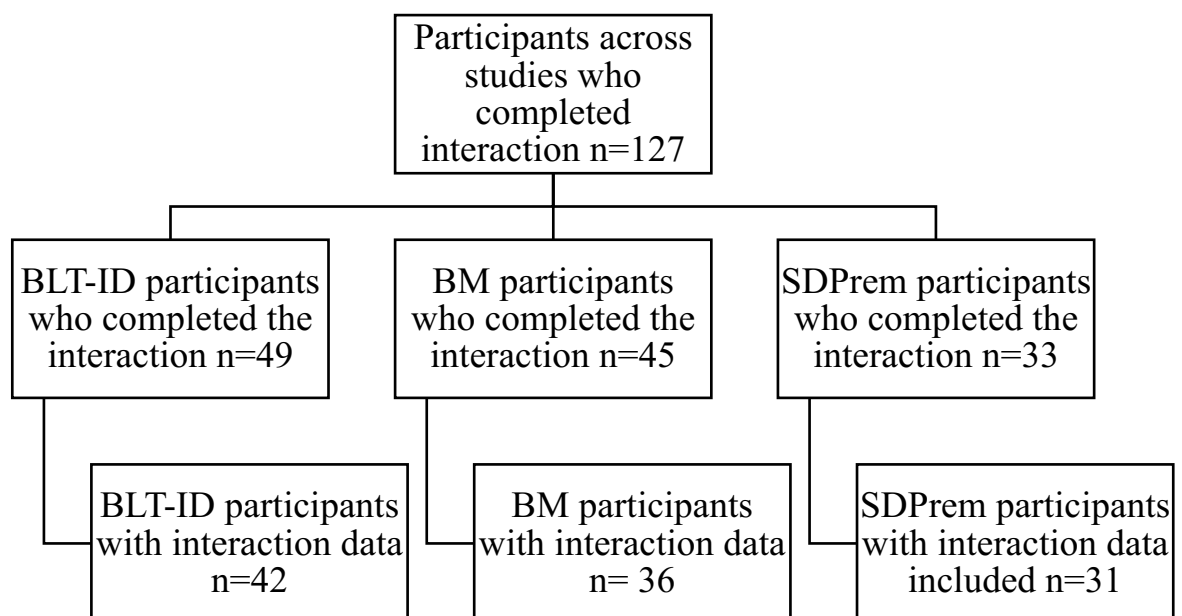 Participants across
studies who
completed
interaction n=127
BLT-ID participants
who completed the
interaction n=49
BM participants
who completed the
interaction n=45
SDPrem participants
who completed the
interaction n=33
BLT-ID participants
with interaction data
n=42
BM participants
with interaction data
n= 36
SDPrem participants
with interaction data
included n=31